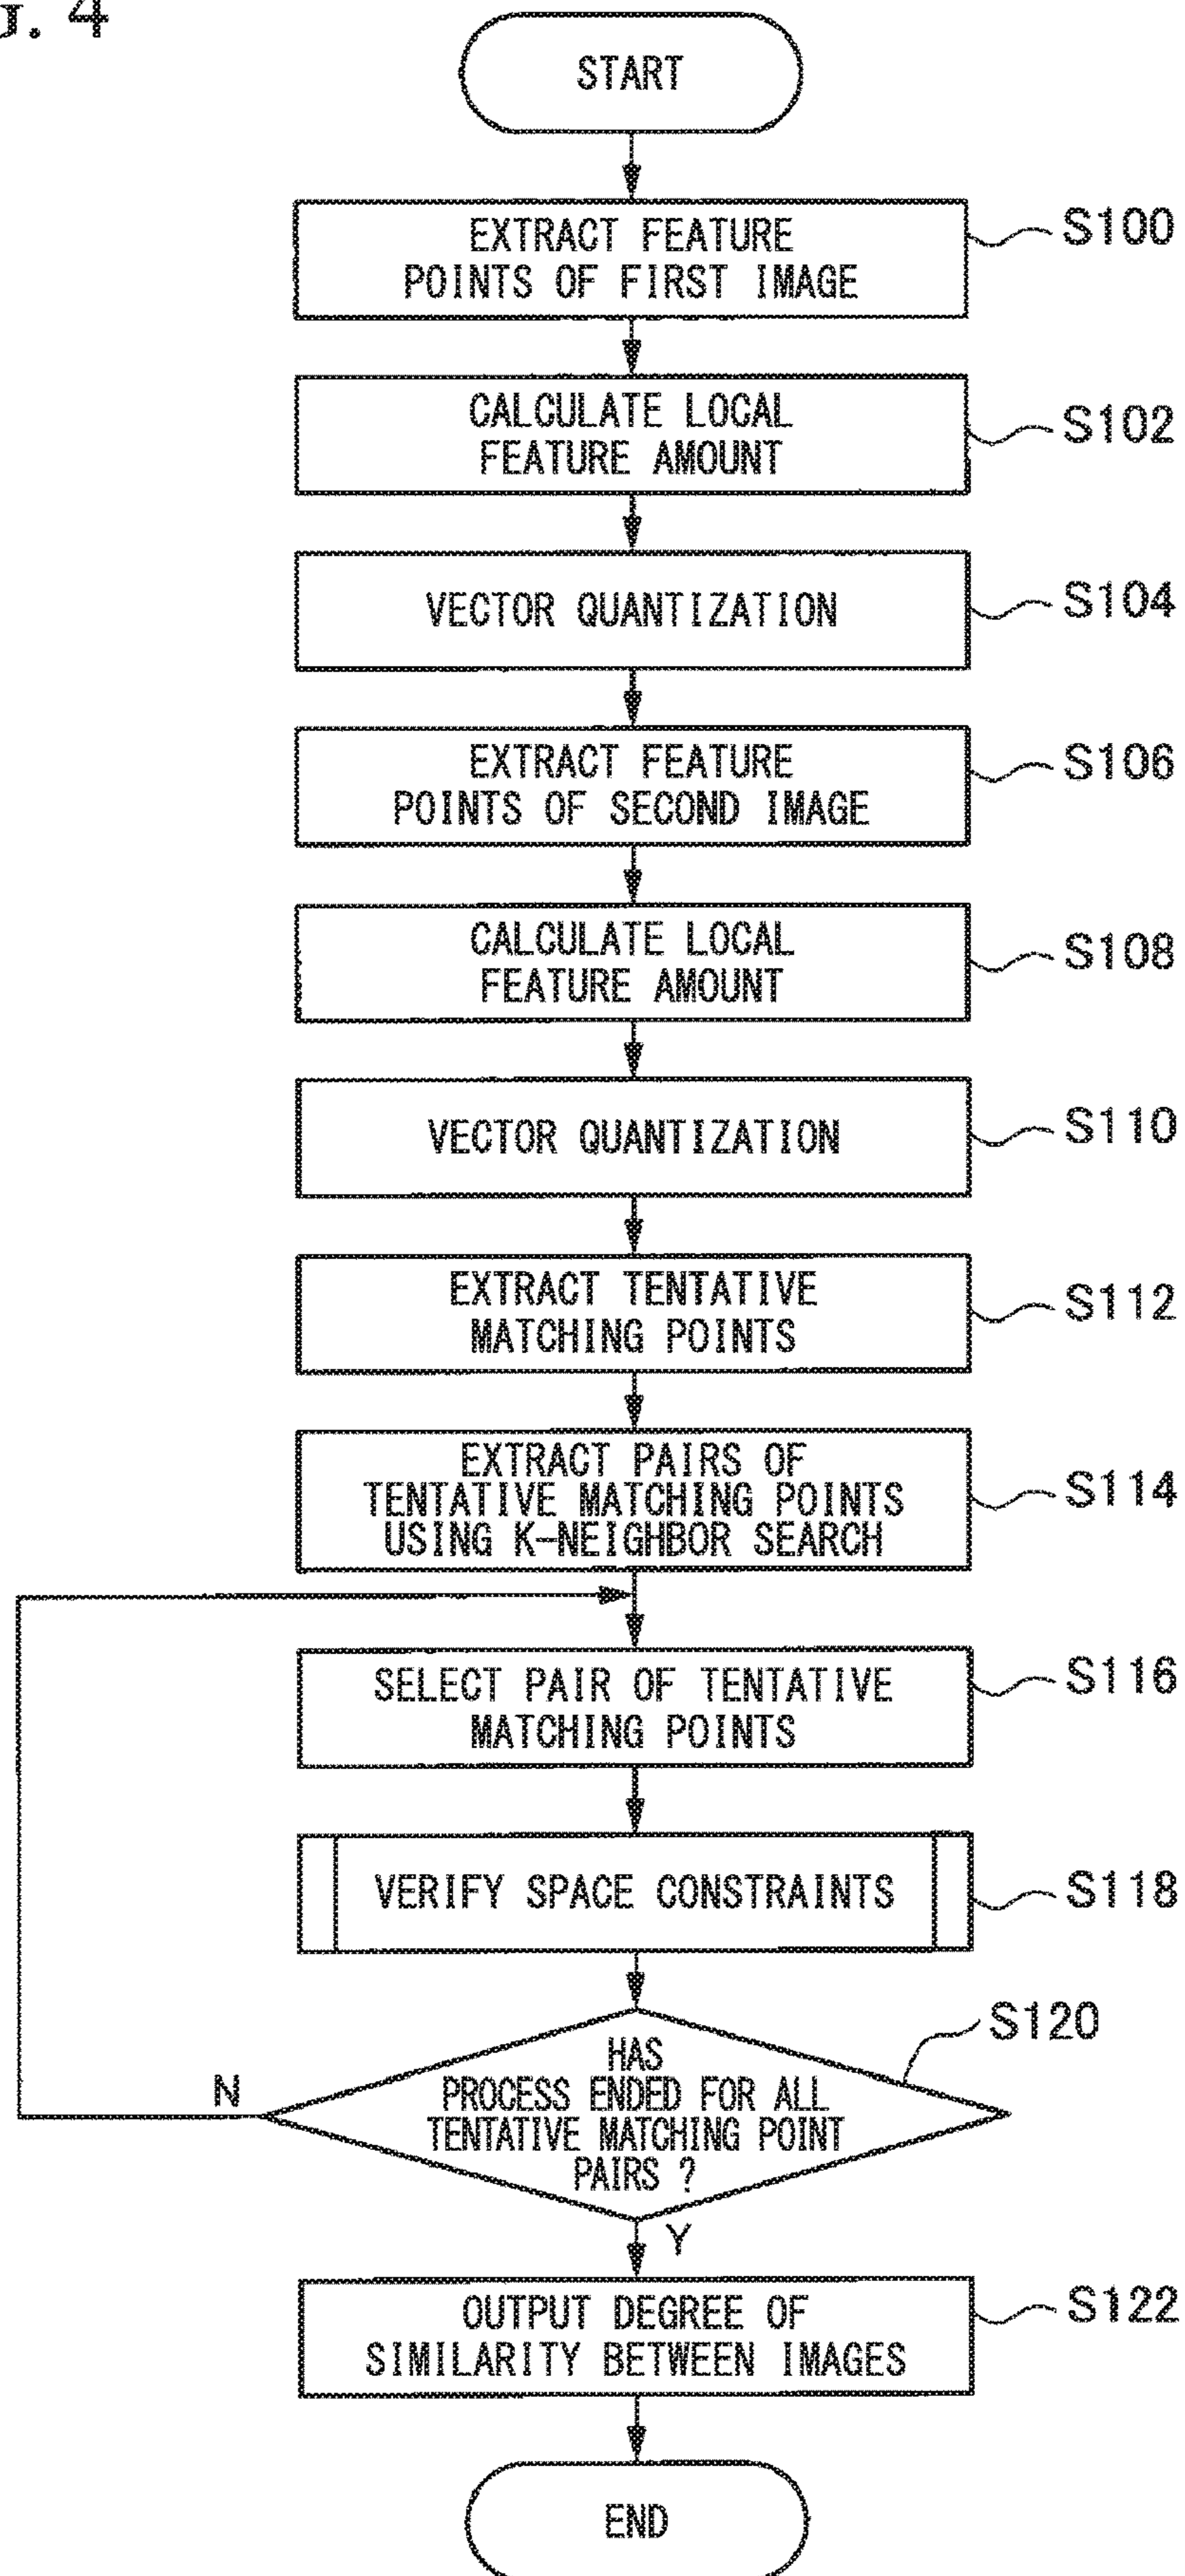 G. 4
START
EXTRACT FEATURE
POINTS OF FIRST IMAGE
S100
CALCULATE LOCAL
FEATURE AMOUNT
S102
VECTOR QUANTIZATION
S104
EXTRACT FEATURE
POINTS OF SECOND IMAGE
S106
CALCULATE LOCAL
FEATURE AMOUNT
S108
VECTOR QUANTIZATION
S110
EXTRACT TENTATIVE
MATCHING POINTS
S112
EXTRACT PAIRS OF
TENTATIVE MATCHING POINTS
USING K-NEIGHBOR SEARCH
S114
SELECT PAIR OF TENTATIVE
MATCHING POINTS
S116
VERIFY SPACE CONSTRAINTS
S118
S120
HAS
PROCESS ENDED FOR ALL
TENTATIVE MATCHING POINT
PAIRS ?
N
Y
OUTPUT DEGREE OF
SIMILARITY BETWEEN IMAGES
S122
END